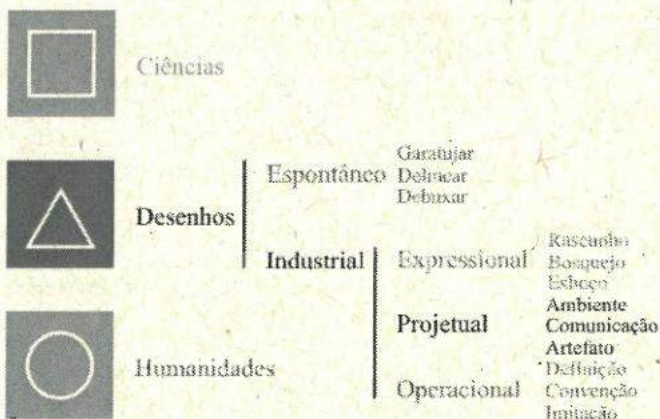 Ciências
Desenhos
Espontâneo
Garatujar
Delinear
Debuxar
Industrial
Expressional
Rascunho
Bosquejo
Esboço
Projetual
Ambiente
Comunicação
Artefato
Humanidades
Operacional
Definição
Convenção
Imitação